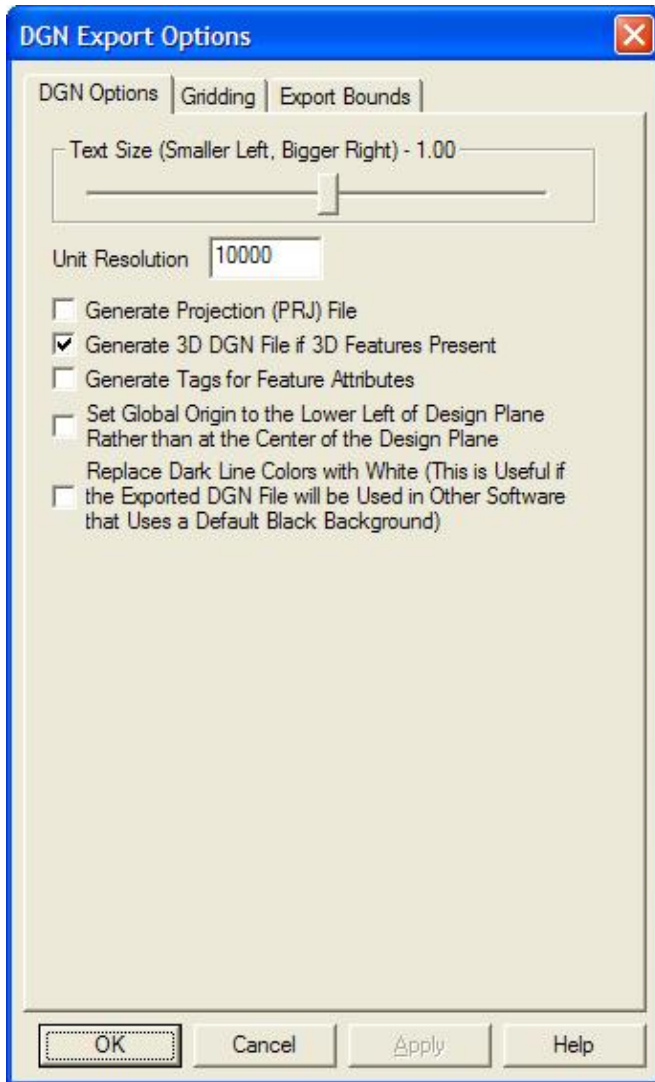 DGN Export Options
DGN Options
Gridding
Export Bounds
Text Size (Smaller Left, Bigger Right) - 1.00
Unit Resolution
10000
Generate Projection (PRJ) File
Generate 3D DGN File if 3D Features Present
Generate Tags for Feature Attributes
Set Global Origin to the Lower Left of Design Plane
Rather than at the Center of the Design Plane
Replace Dark Line Colors with White (This is Useful if
the Exported DGN File will be Used in Other Software
that Uses a Default Black Background)
OK
Cancel
Apply
Help